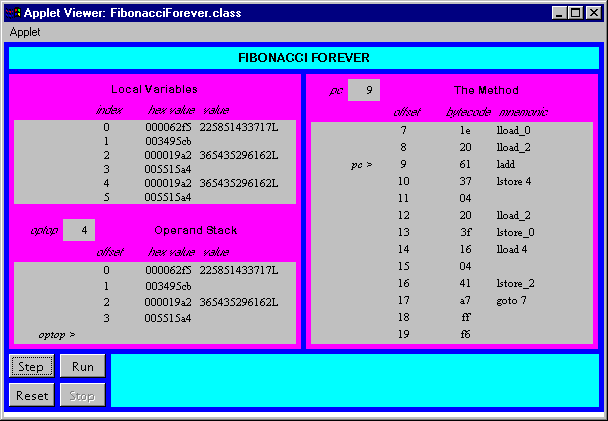 Applet Viewer: FibonacciForever.class
Applet
FIBONACCI FOREVER
Local Variables
index hex value value
0 000062f5 225851433717L
1 003495cb
2 000019a2 365435296162L
3 005515a4
4 000019a2 365435296162L
5 005515a4
optop 4 Operand Stack
offset hex value value
0 000062f5 225851433717L
1 003495cb
2 000019a2 365435296162L
3 005515a4
optop >
pc 9 The Method
offset bytecode mnemonic
7 1e lload_0
8 20 lload_2
pc > 9 61 ladd
10 37 lstore 4
11 04
12 20 lload_2
13 3f lstore_0
14 16 lload 4
15 04
16 41 lstore_2
17 a7 goto 7
18 ff
19 f6
Step Run
Reset Stop